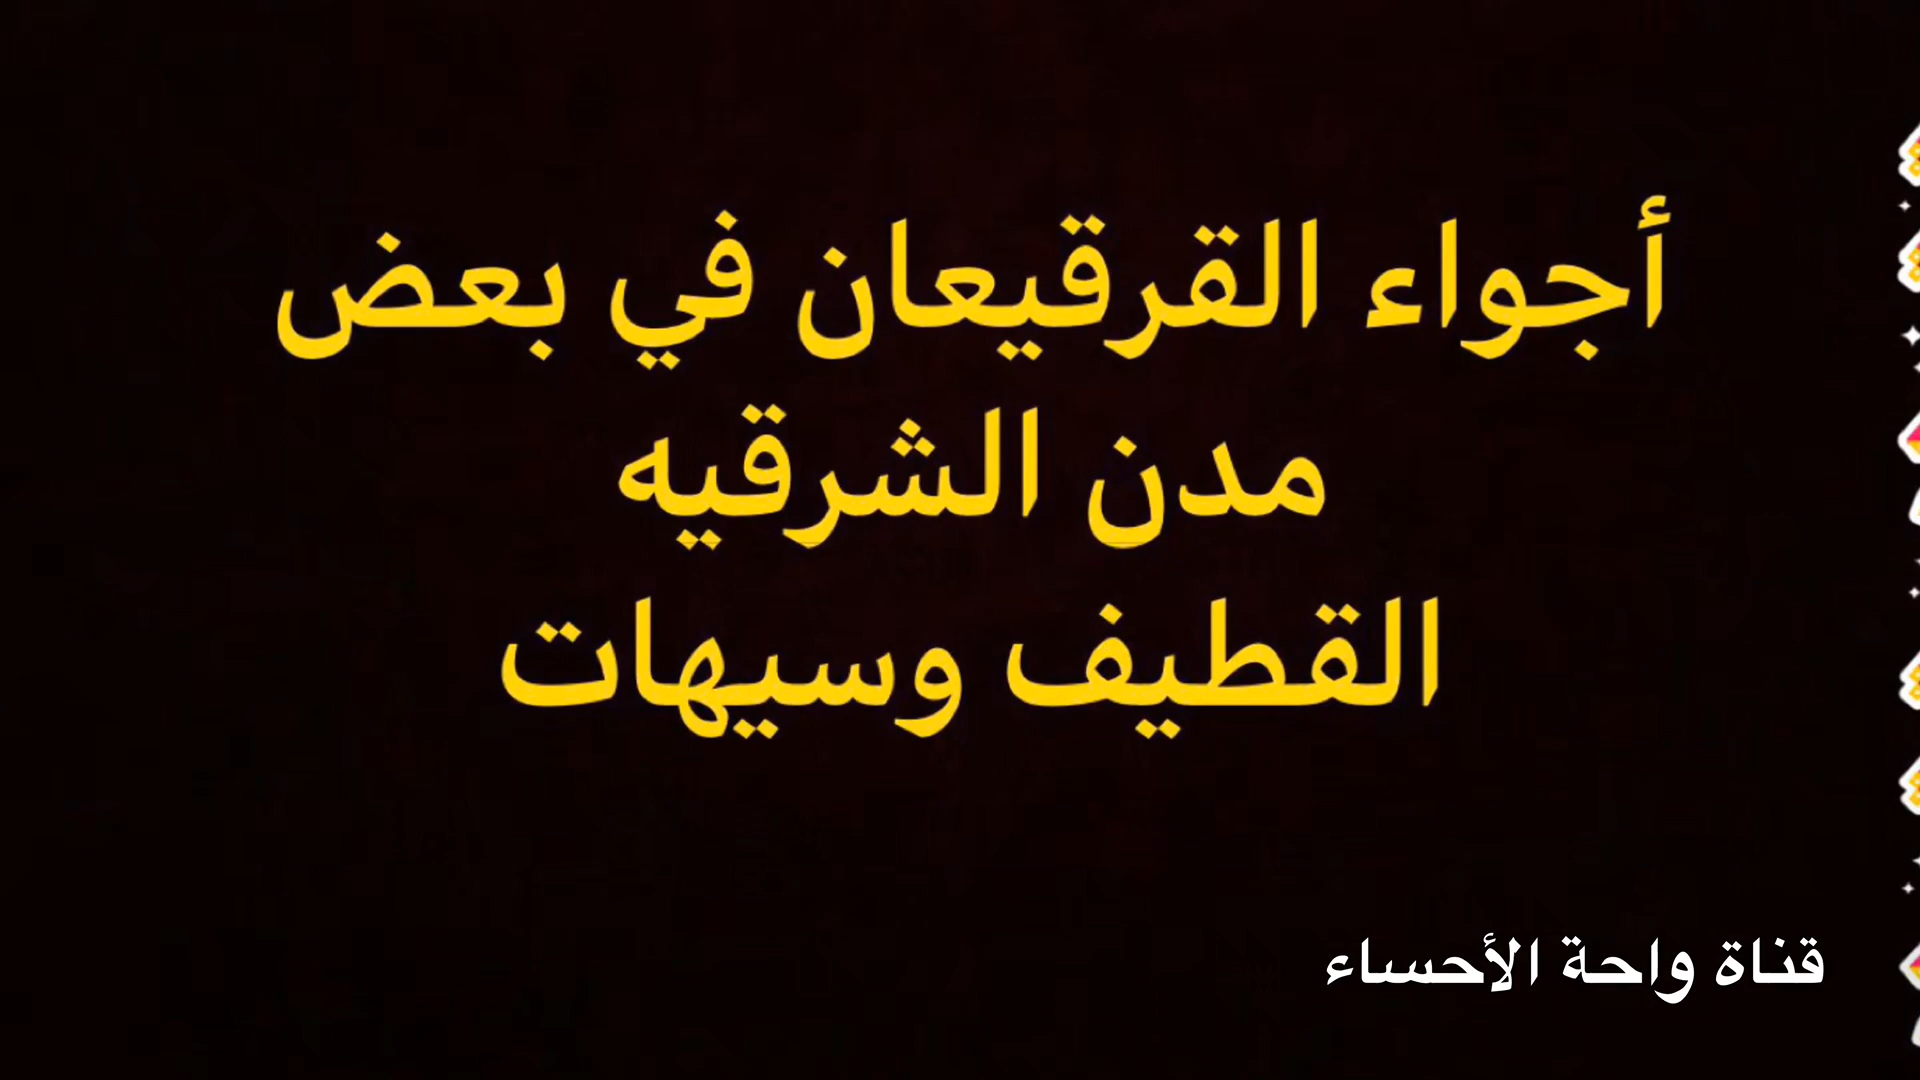 أجواء القرقيعان في بعض
مدن الشرقيه
القطيف وسيهات
قناة واحة الأحساء